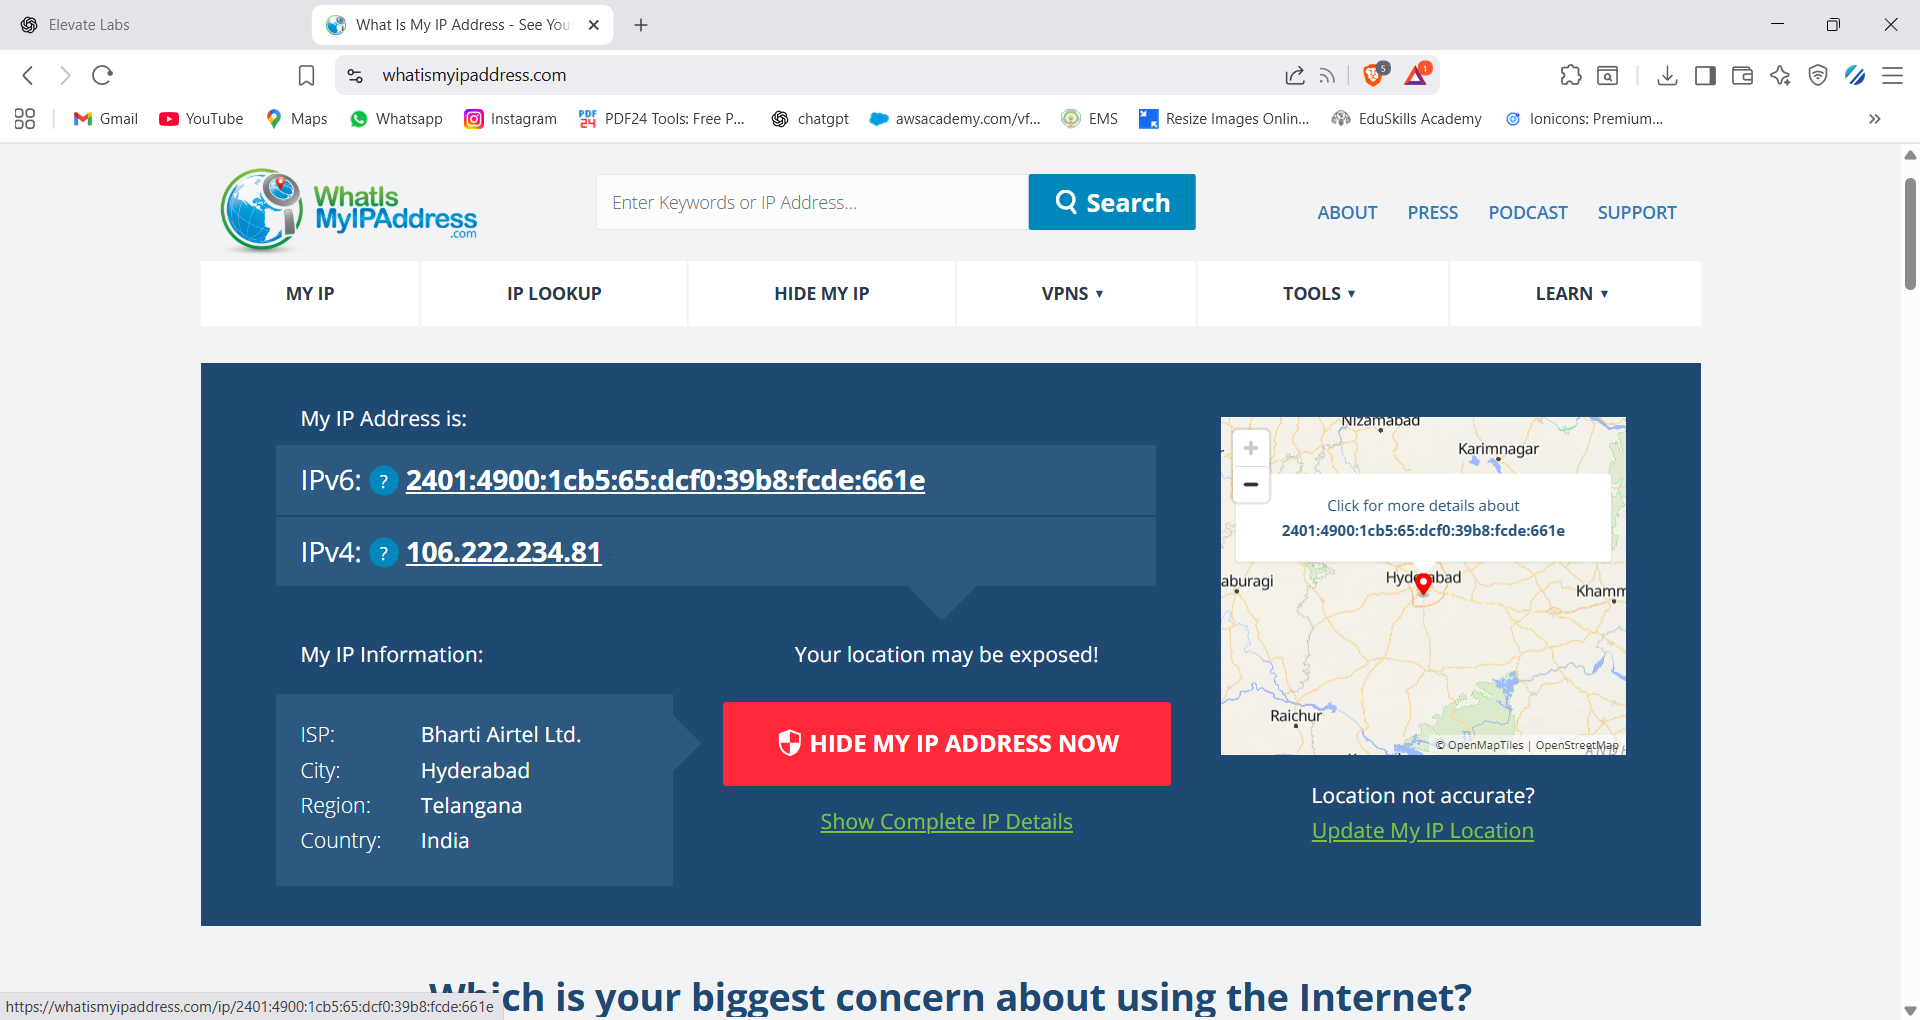 Elevate Labs
What Is My IP Address - See You
whatismyipaddress.com
5
1
Gmail
YouTube
Maps
Whatsapp
Instagram
PDF24 Tools: Free P...
chatgpt
awsacademy.com/vf...
EMS
Resize Images Onlin...
EduSkills Academy
Ionicons: Premium...
WhatIs
MyIPAddress
.com
Enter Keywords or IP Address...
Search
ABOUT
PRESS
PODCAST
SUPPORT
MY IP
IP LOOKUP
HIDE MY IP
VPNS
TOOLS
LEARN
My IP Address is:
IPv6: ? 2401:4900:1cb5:65:dcf0:39b8:fcde:661e
IPv4: ? 106.222.234.81
My IP Information:
ISP: Bharti Airtel Ltd.
City: Hyderabad
Region: Telangana
Country: India
Your location may be exposed!
HIDE MY IP ADDRESS NOW
Show Complete IP Details
Nizamabad
Karimnagar
+
−
Click for more details about
2401:4900:1cb5:65:dcf0:39b8:fcde:661e
Hyderabad
aburagi
Khamm
Raichur
© OpenMapTiles | OpenStreetMap
Location not accurate?
Update My IP Location
Which is your biggest concern about using the Internet?
https://whatismyipaddress.com/ip/2401:4900:1cb5:65:dcf0:39b8:fcde:661e